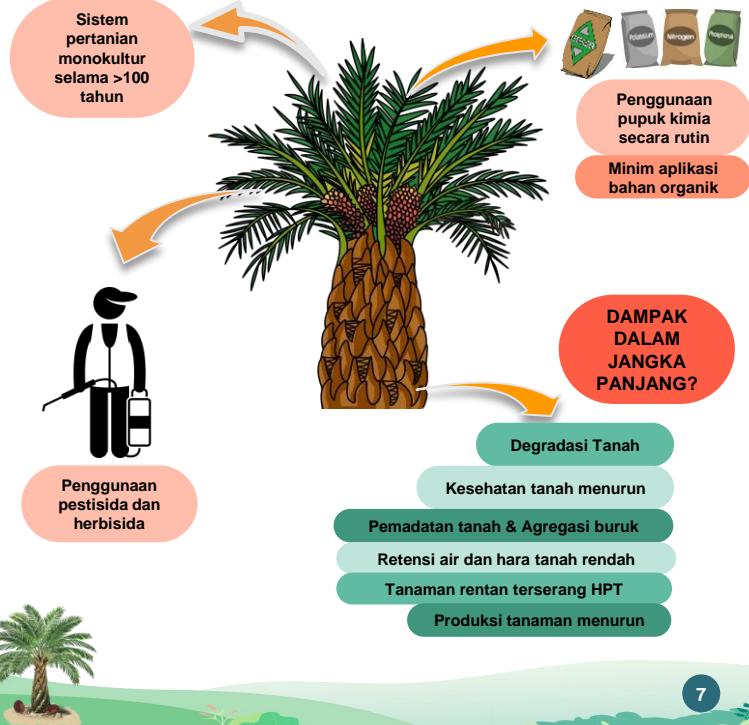 Sistem
pertanian
monokultur
selama >100
tahun
Potassium
Nitrogen
Phosphorus
Penggunaan
pupuk kimia
secara rutin
Minim aplikasi
bahan organik
Penggunaan
pestisida dan
herbisida
DAMPAK
DALAM
JANGKA
PANJANG?
Degradasi Tanah
Kesehatan tanah menurun
Pemadatan tanah & Agregasi buruk
Retensi air dan hara tanah rendah
Tanaman rentan terserang HPT
Produksi tanaman menurun
7